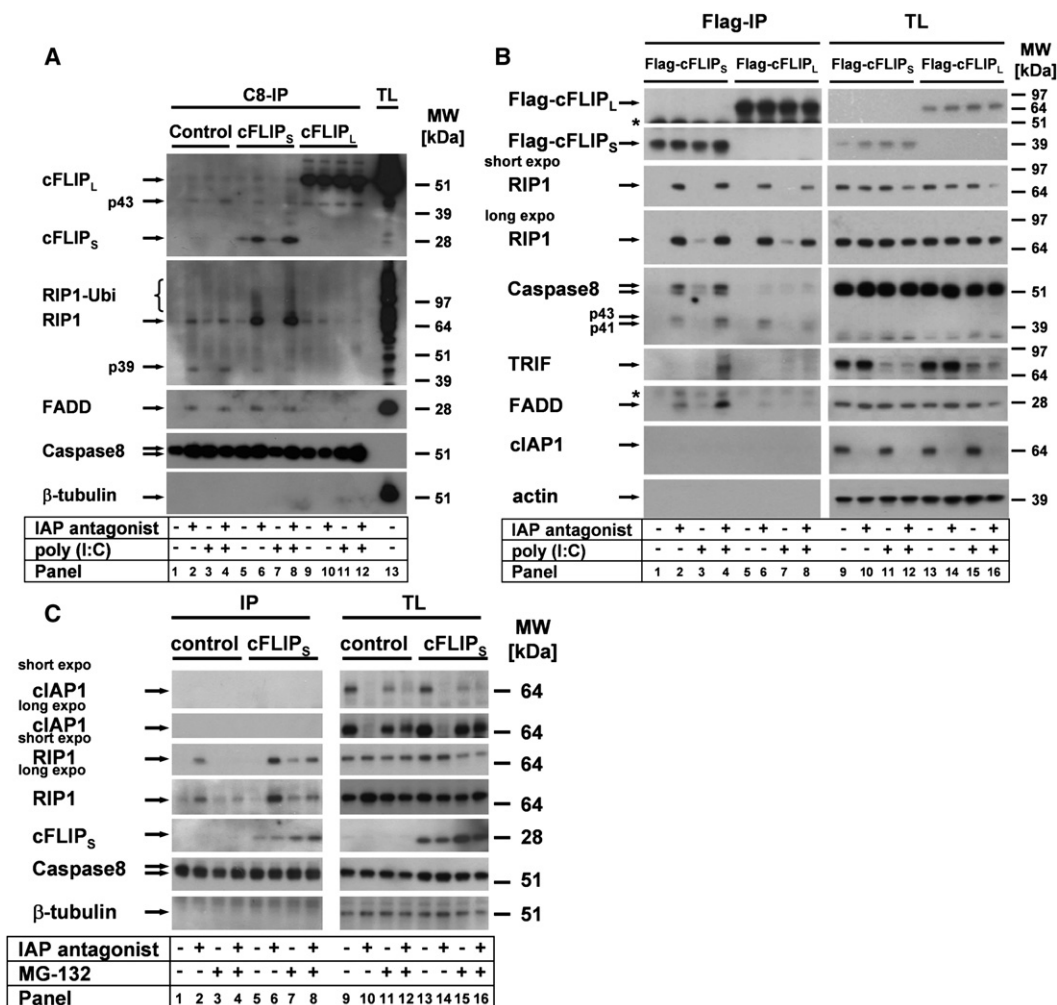 A
C8-IP
TL
Control
cFLIPS
cFLIPL
MW
[kDa]
cFLIPL
p43
cFLIPS
RIP1-Ubi
RIP1
p39
FADD
Caspase8
β-tubulin
51
39
28
97
64
51
39
28
51
51
IAP antagonist - + - + - + - + - + - + -
poly (I:C) - - + + - - + + - - + + -
Panel 1 2 3 4 5 6 7 8 9 10 11 12 13
B
Flag-IP
TL
Flag-cFLIPS
Flag-cFLIPL
Flag-cFLIPS
Flag-cFLIPL
MW
[kDa]
Flag-cFLIPL
*
Flag-cFLIPS
short expo
RIP1
long expo
RIP1
Caspase8
p43
p41
TRIF
*
FADD
cIAP1
actin
97
64
51
39
97
64
97
64
51
39
97
64
28
64
39
IAP antagonist - + - + - + - + - + - + - + - +
poly (I:C) - - + + - - + + - - + + - - + +
Panel 1 2 3 4 5 6 7 8 9 10 11 12 13 14 15 16
C
IP
TL
control
cFLIPS
control
cFLIPS
MW
[kDa]
short expo
cIAP1
long expo
cIAP1
short expo
RIP1
long expo
RIP1
cFLIPS
Caspase8
β-tubulin
64
64
64
64
28
51
51
IAP antagonist - + - + - + - + - + - + - + - +
MG-132 - - + + - - + + - - + + - - + +
Panel 1 2 3 4 5 6 7 8 9 10 11 12 13 14 15 16